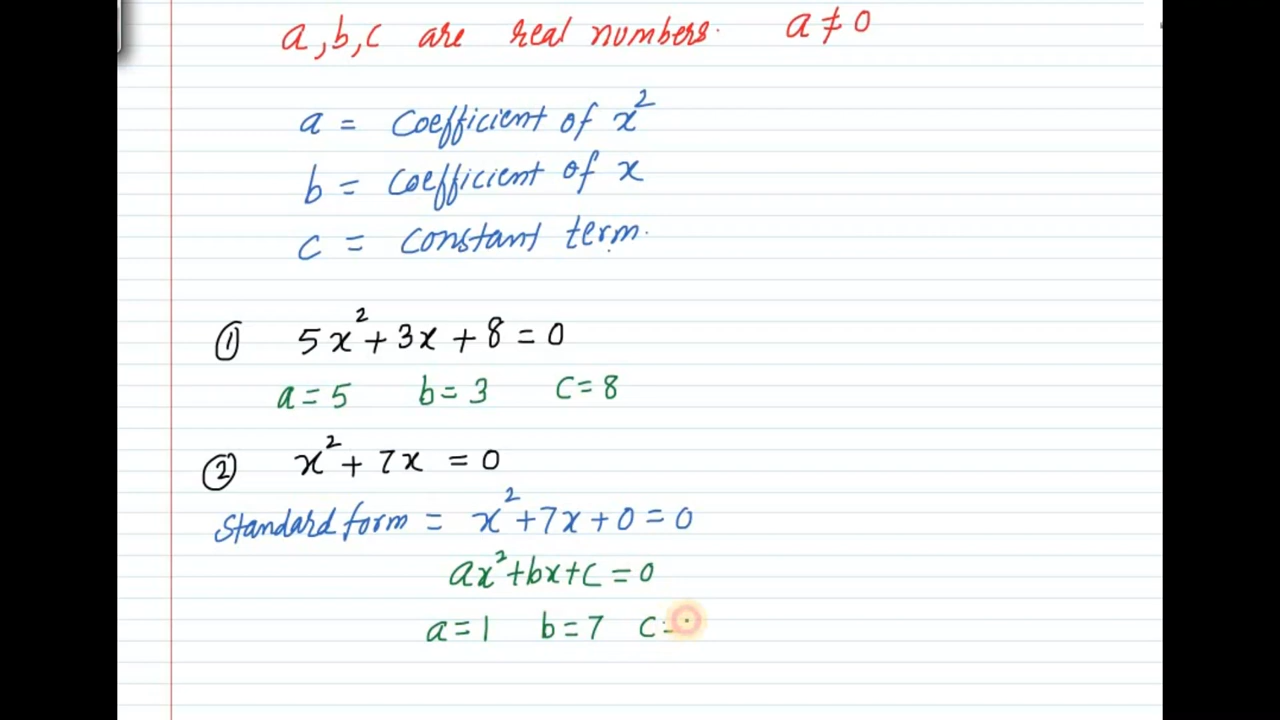 a, b, c are real numbers. a ≠ 0
a = Coefficient of x²
b = Coefficient of x
c = Constant term.
① 5x² + 3x + 8 = 0
a = 5 b = 3 c = 8
② x² + 7x = 0
Standard form = x² + 7x + 0 = 0
ax² + bx + c = 0
a = 1 b = 7 c =